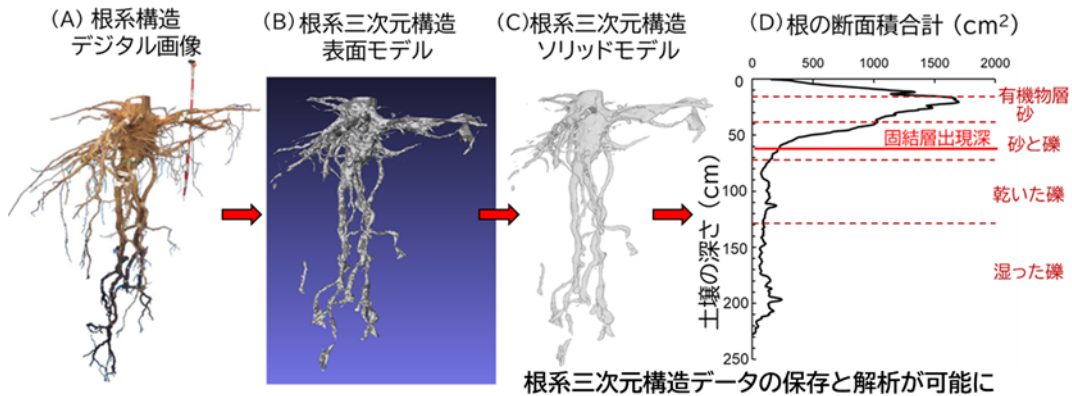 (A) 根系構造
デジタル画像
(B) 根系三次元構造
表面モデル
(C) 根系三次元構造
ソリッドモデル
(D) 根の断面積合計 (cm²)
0 500 1000 1500 2000
0
50
100
150
200
250
土壌の深さ (cm)
有機物層
砂
固結層出現深
砂と礫
乾いた礫
湿った礫
根系三次元構造データの保存と解析が可能に